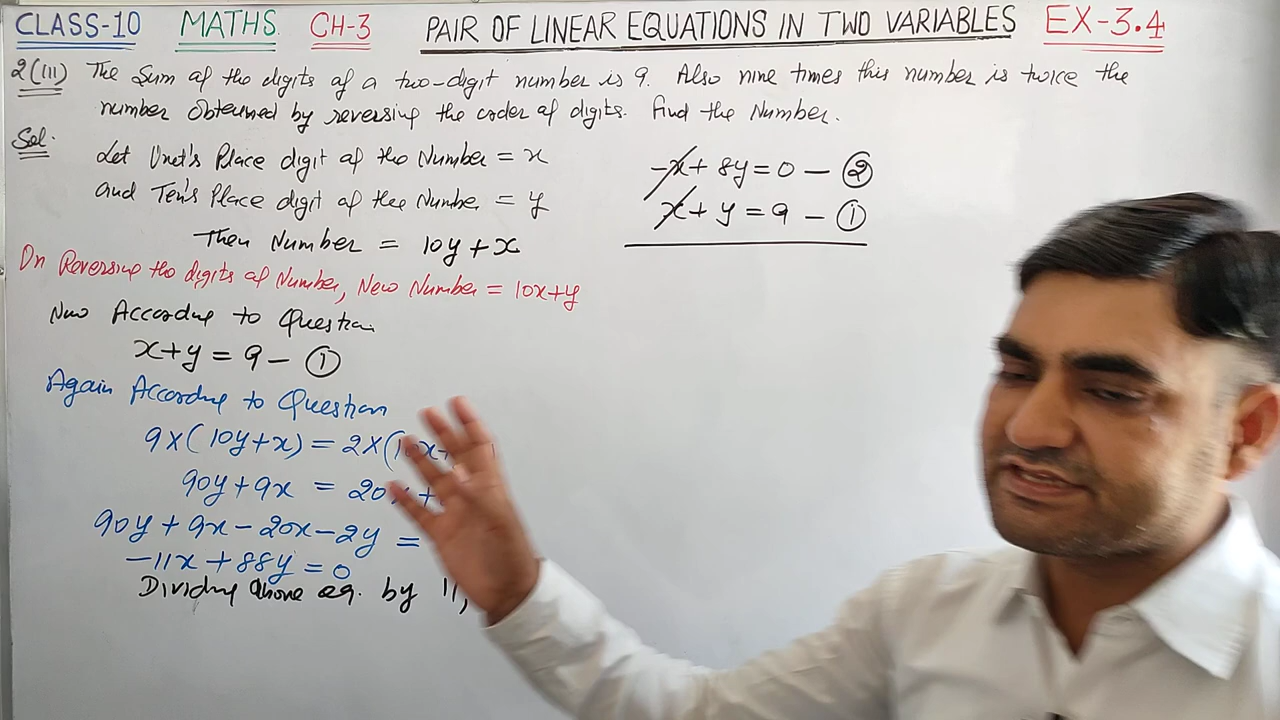 CLASS-10 MATHS CH-3 PAIR OF LINEAR EQUATIONS IN TWO VARIABLES EX-3.4
2(III) The Sum of the digits of a two-digit number is 9. Also nine times this number is twice the
number obtained by reversing the order of digits. Find the Number.
Sol.
Let Unit's Place digit of the Number = x
and Ten's Place digit of the Number = y
Then Number = 10y+x
On Reversing the digits of Number, New Number = 10x+y
Now According to Question
x+y = 9 - ①
Again According to Question
9×(10y+x) = 2×(10x+
90y+9x = 20x+
90y + 9x - 20x - 2y =
-11x + 88y = 0
Dividing above eq. by 11,
-x + 8y = 0 - ②
x + y = 9 - ①